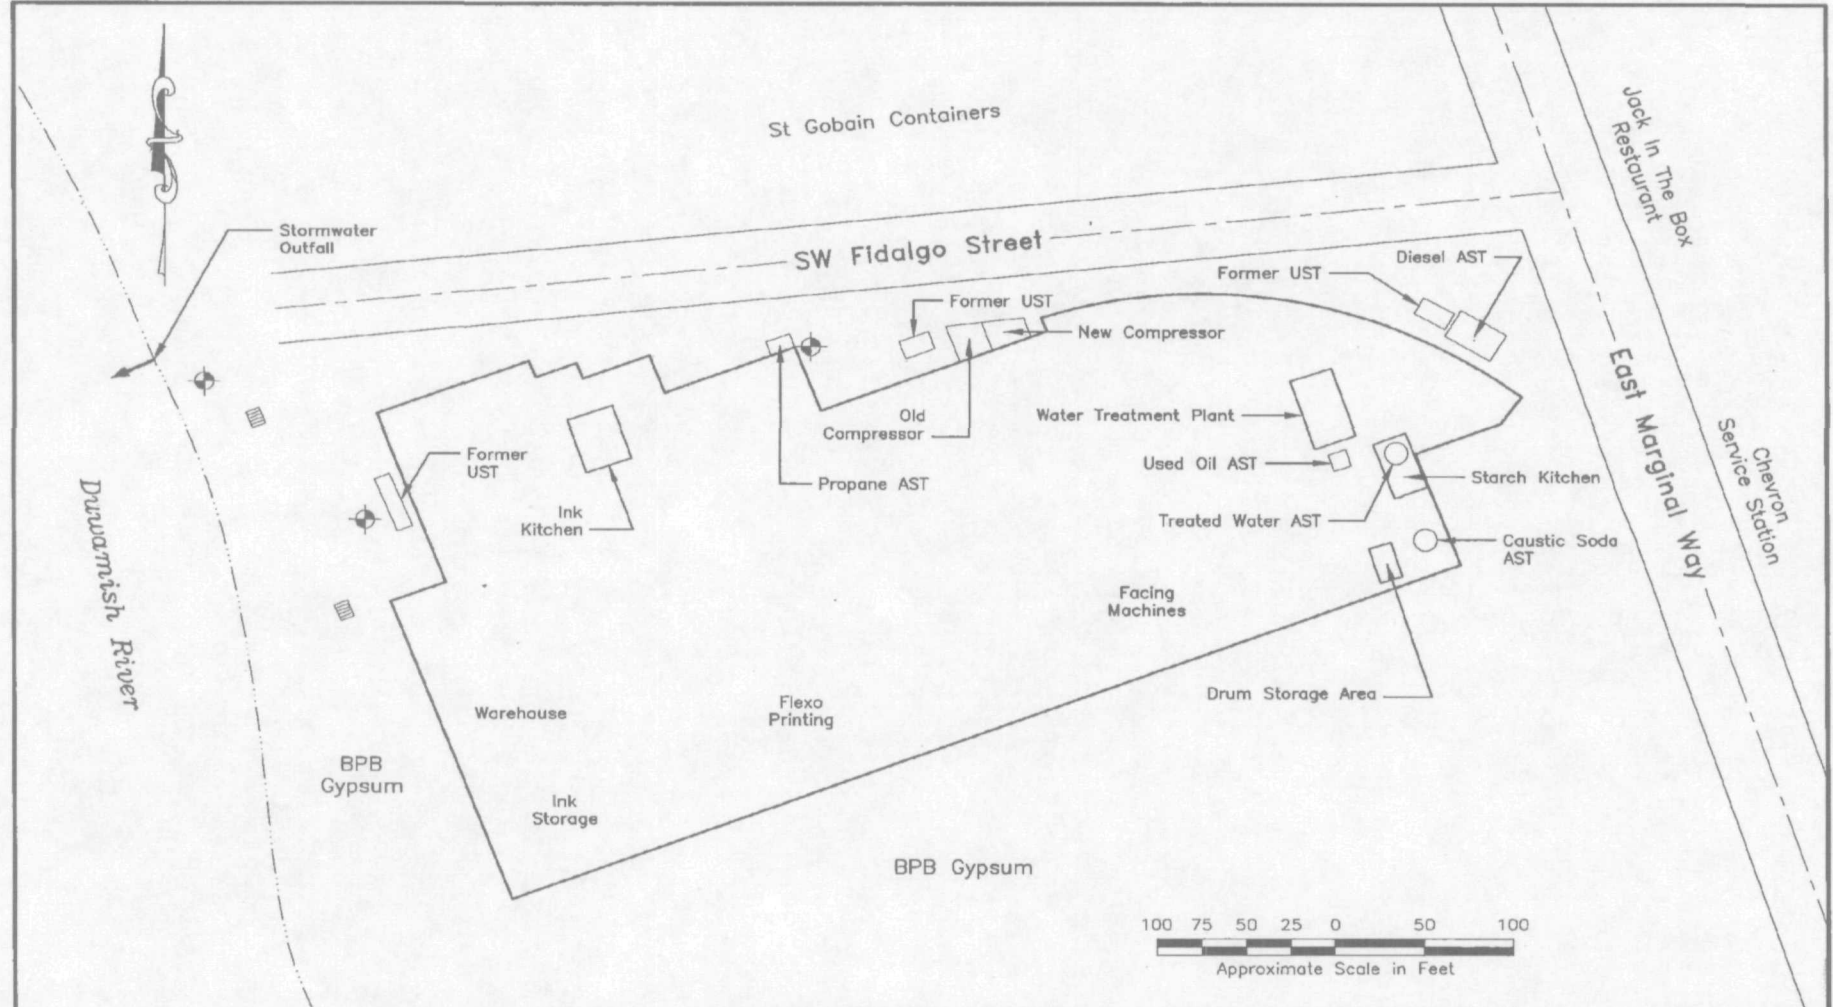 St Gobain Containers
Jack In The Box
Restaurant
Stormwater
Outfall
SW Fidalgo Street
Diesel AST
Former UST
Former UST
New Compressor
Old
Compressor
Water Treatment Plant
East Marginal Way
Chevron
Service Station
Former
UST
Propane AST
Used Oil AST
Starch Kitchen
Ink
Kitchen
Treated Water AST
Duwamish River
Caustic Soda
AST
Facing
Machines
Drum Storage Area
Warehouse
Flexo
Printing
BPB
Gypsum
Ink
Storage
BPB Gypsum
100 75 50 25 0 50 100
Approximate Scale in Feet